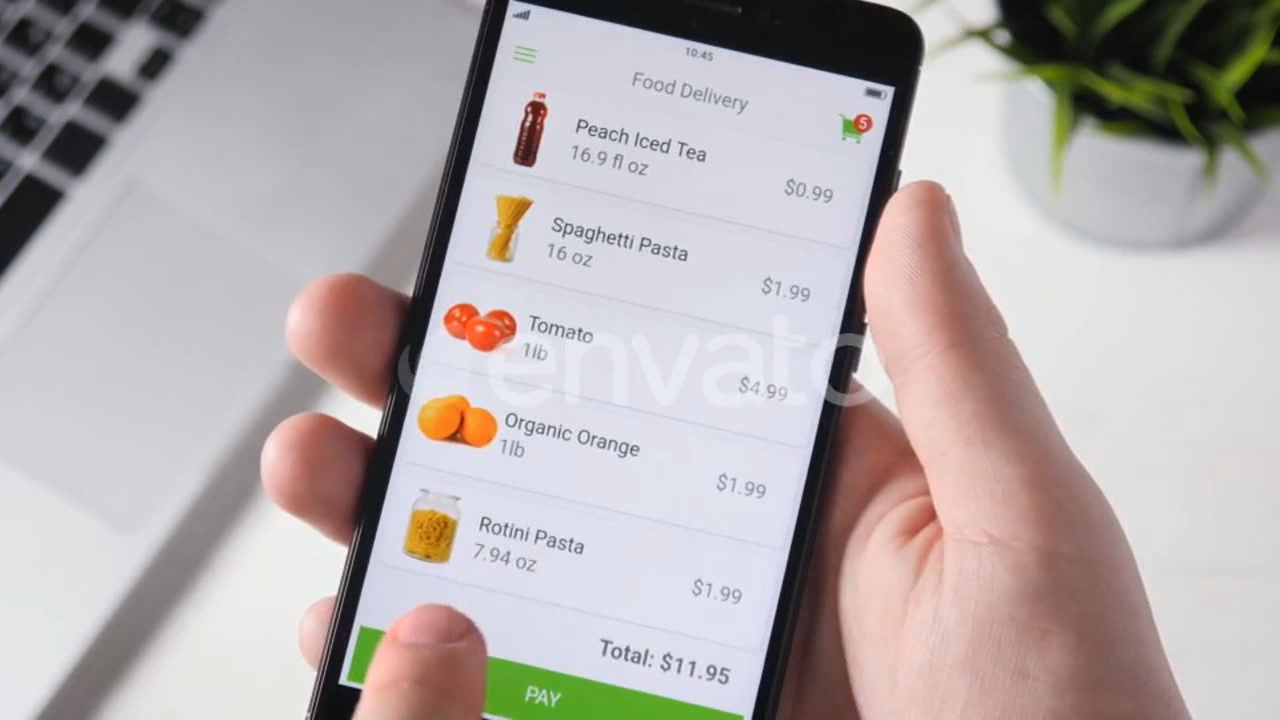 10:45
Food Delivery
5
Peach Iced Tea
16.9 fl oz
$0.99
Spaghetti Pasta
16 oz
$1.99
Tomato
1lb
$4.99
envato
Organic Orange
1lb
$1.99
Rotini Pasta
7.94 oz
$1.99
Total: $11.95
PAY